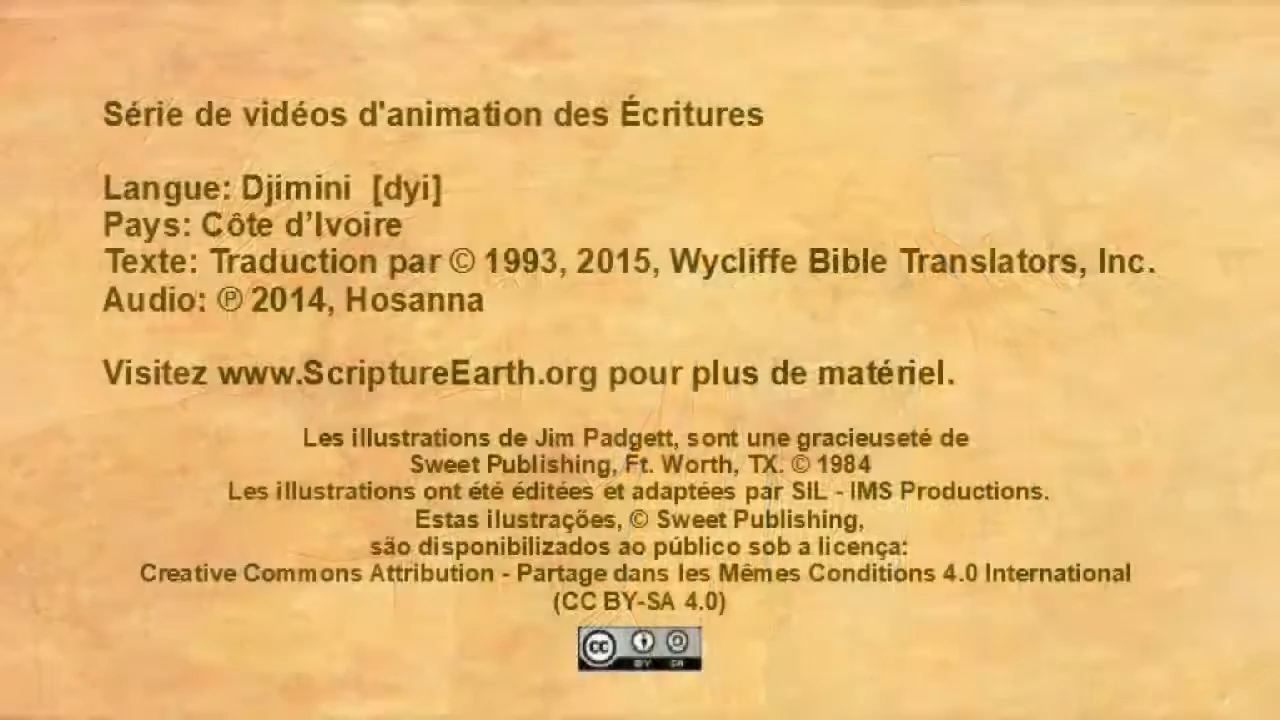 Série de vidéos d'animation des Écritures
Langue: Djimini [dyi]
Pays: Côte d’Ivoire
Texte: Traduction par © 1993, 2015, Wycliffe Bible Translators, Inc.
Audio: ℗ 2014, Hosanna
Visitez www.ScriptureEarth.org pour plus de matériel.
Les illustrations de Jim Padgett, sont une gracieuseté de
Sweet Publishing, Ft. Worth, TX. © 1984
Les illustrations ont été éditées et adaptées par SIL - IMS Productions.
Estas ilustrações, © Sweet Publishing,
são disponibilizados ao público sob a licença:
Creative Commons Attribution - Partage dans les Mêmes Conditions 4.0 International
(CC BY-SA 4.0)
cc BY SA